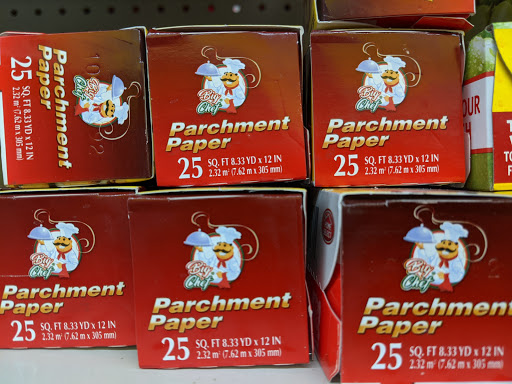 Big
Chef
Parchment
Paper
25 SQ. FT 8.33 YD x 12 IN
2.32 m² (7.62 m x 305 mm)
Big
Chef
Parchment
Paper
25 SQ. FT 8.33 YD x 12 IN
2.32 m² (7.62 m x 305 mm)
Big
Chef
Parchment
Paper
25 SQ. FT 8.33 YD x 12 IN
2.32 m² (7.62 m x 305 mm)
OUR
Big
Chef
Parchment
Paper
25 SQ. FT 8.33 YD x 12 IN
2.32 m² (7.62 m x 305 mm)
Big
Chef
Parchment
Paper
25 SQ. FT 8.33 YD x 12 IN
2.32 m² (7.62 m x 305 mm)
Big
Chef
Parchment
Paper
25 SQ. FT 8.33 YD x 12 IN
2.32 m² (7.62 m x 305 mm)